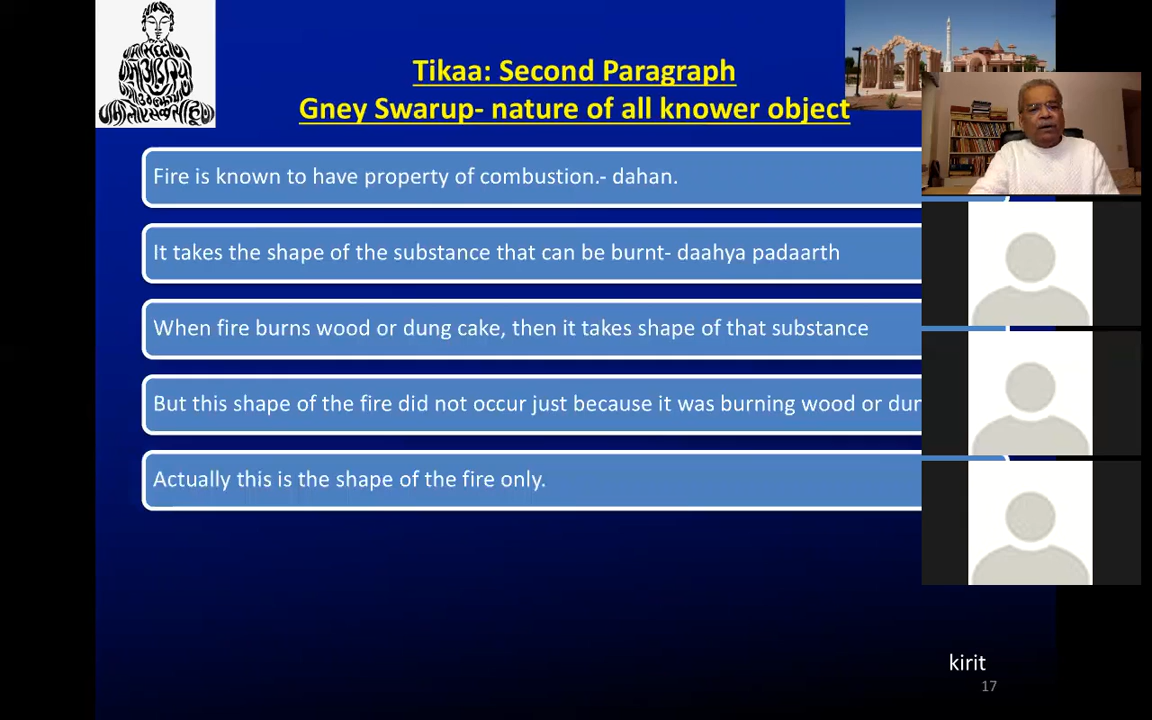 Tikaa: Second Paragraph
Gney Swarup- nature of all knower object
Fire is known to have property of combustion.- dahan.
It takes the shape of the substance that can be burnt- daahya padaarth
When fire burns wood or dung cake, then it takes shape of that substance
But this shape of the fire did not occur just because it was burning wood or
Actually this is the shape of the fire only.
kirit
17